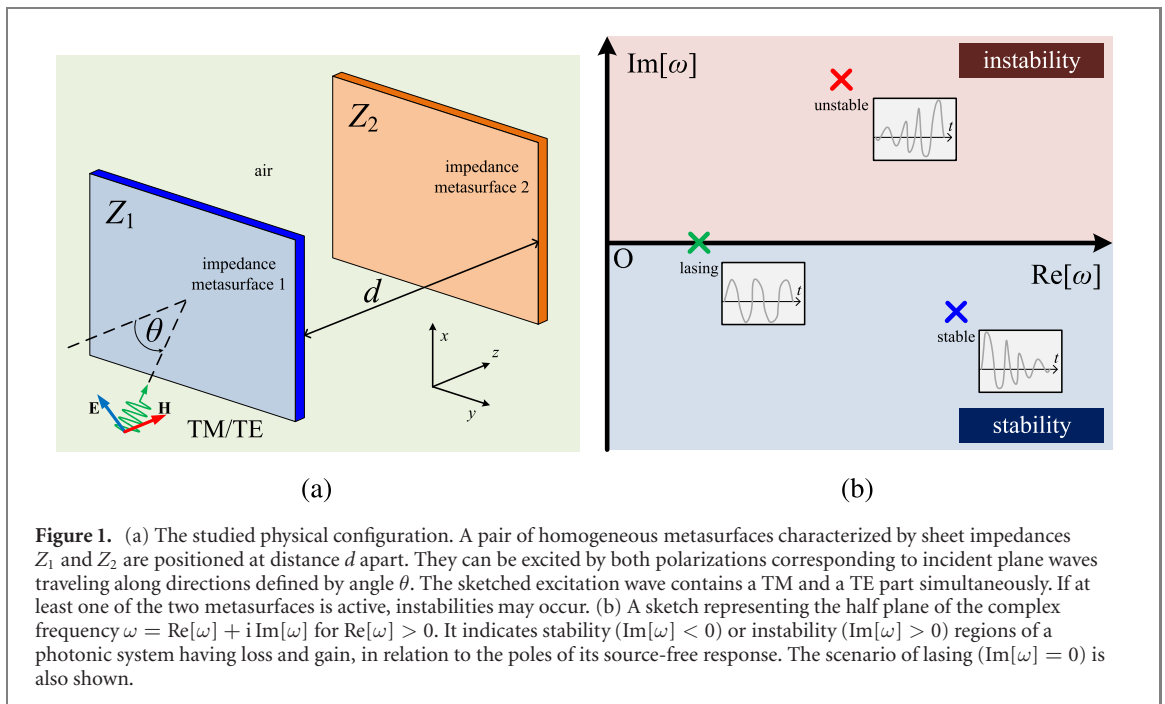 Z1
Z2
impedance
metasurface 2
air
impedance
metasurface 1
d
θ
x
z
y
E
H
TM/TE
(a)
Im[ω]
instability
unstable
t
O
lasing
t
Re[ω]
stable
t
stability
(b)
Figure 1. (a) The studied physical configuration. A pair of homogeneous metasurfaces characterized by sheet impedances
Z1 and Z2 are positioned at distance d apart. They can be excited by both polarizations corresponding to incident plane waves
traveling along directions defined by angle θ. The sketched excitation wave contains a TM and a TE part simultaneously. If at
least one of the two metasurfaces is active, instabilities may occur. (b) A sketch representing the half plane of the complex
frequency ω = Re[ω] + i Im[ω] for Re[ω] > 0. It indicates stability (Im[ω] < 0) or instability (Im[ω] > 0) regions of a
photonic system having loss and gain, in relation to the poles of its source-free response. The scenario of lasing (Im[ω] = 0) is
also shown.